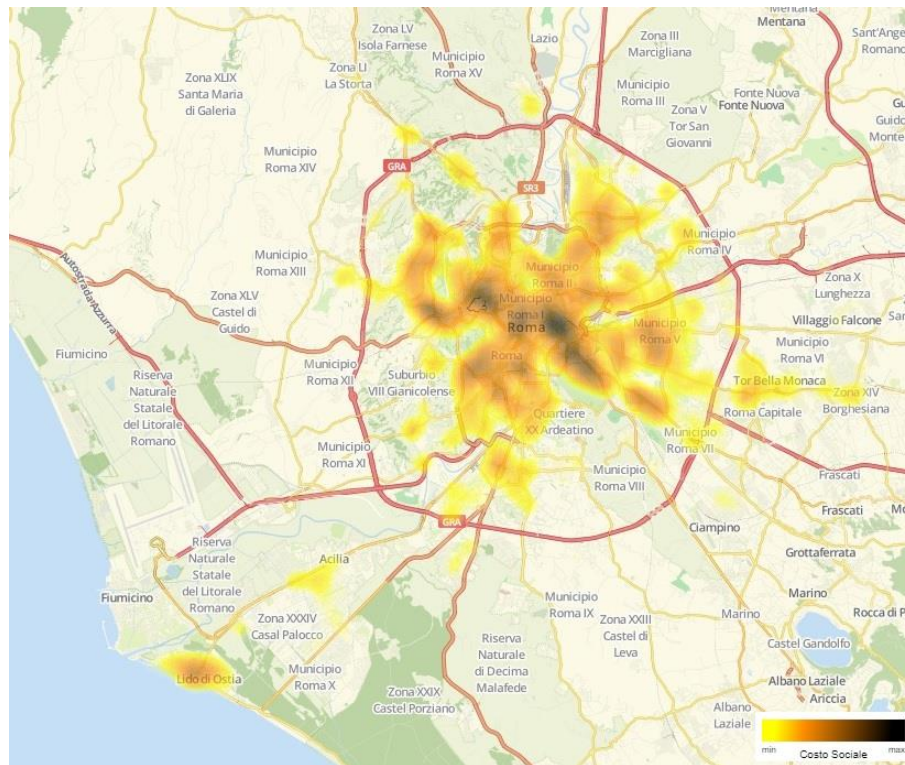 Zona LV
Isola Farnese
Lazio
Zona III
Marcigliana
Mentana
Mentana
Sant'Angelo
Romano
Zona LI
La Storta
Municipio
Roma XV
Zona XLIX
Santa Maria
di Galeria
Municipio
Roma III
Fonte Nuova
Fonte Nuova
Zona V
Tor San
Giovanni
Gu
Guido
Monte
Municipio
Roma XIV
GRA
SR3
Municipio
Roma XIII
Municipio
Roma IV
Municipio
Roma II
Autostrada Azzurra
Zona XLV
Castel di
Guido
Zona X
Lunghezza
Municipio
Roma I
Roma
Municipio
Roma V
Villaggio Falcone
Fiumicino
Municipio
Roma VI
Municipio
Roma XII
Roma
Riserva
Naturale
Statale
del Litorale
Romano
Suburbio
VIII Gianicolense
Tor Bella Monaca
Zona XIV
Borghesiana
Roma Capitale
Quartiere
XX Ardeatino
Municipio
Roma VII
Municipio
Roma XI
Municipio
Roma VIII
Frascati
Frascati
Mo
GRA
Ciampino
Riserva
Naturale
Statale
del Litorale
Romano
Grottaferrata
Acilia
Fiumicino
Municipio
Roma IX
Marino
Marino
Rocca di P
Zona XXXIV
Casal Palocco
Zona XXIII
Castel di
Leva
Castel Gandolfo
Riserva
Naturale
di Decima
Malafede
Lido di Ostia
Municipio
Roma X
Albano Laziale
Ariccia
Zona XXIX
Castel Porziano
Albano
Laziale
min
max
Costo Sociale